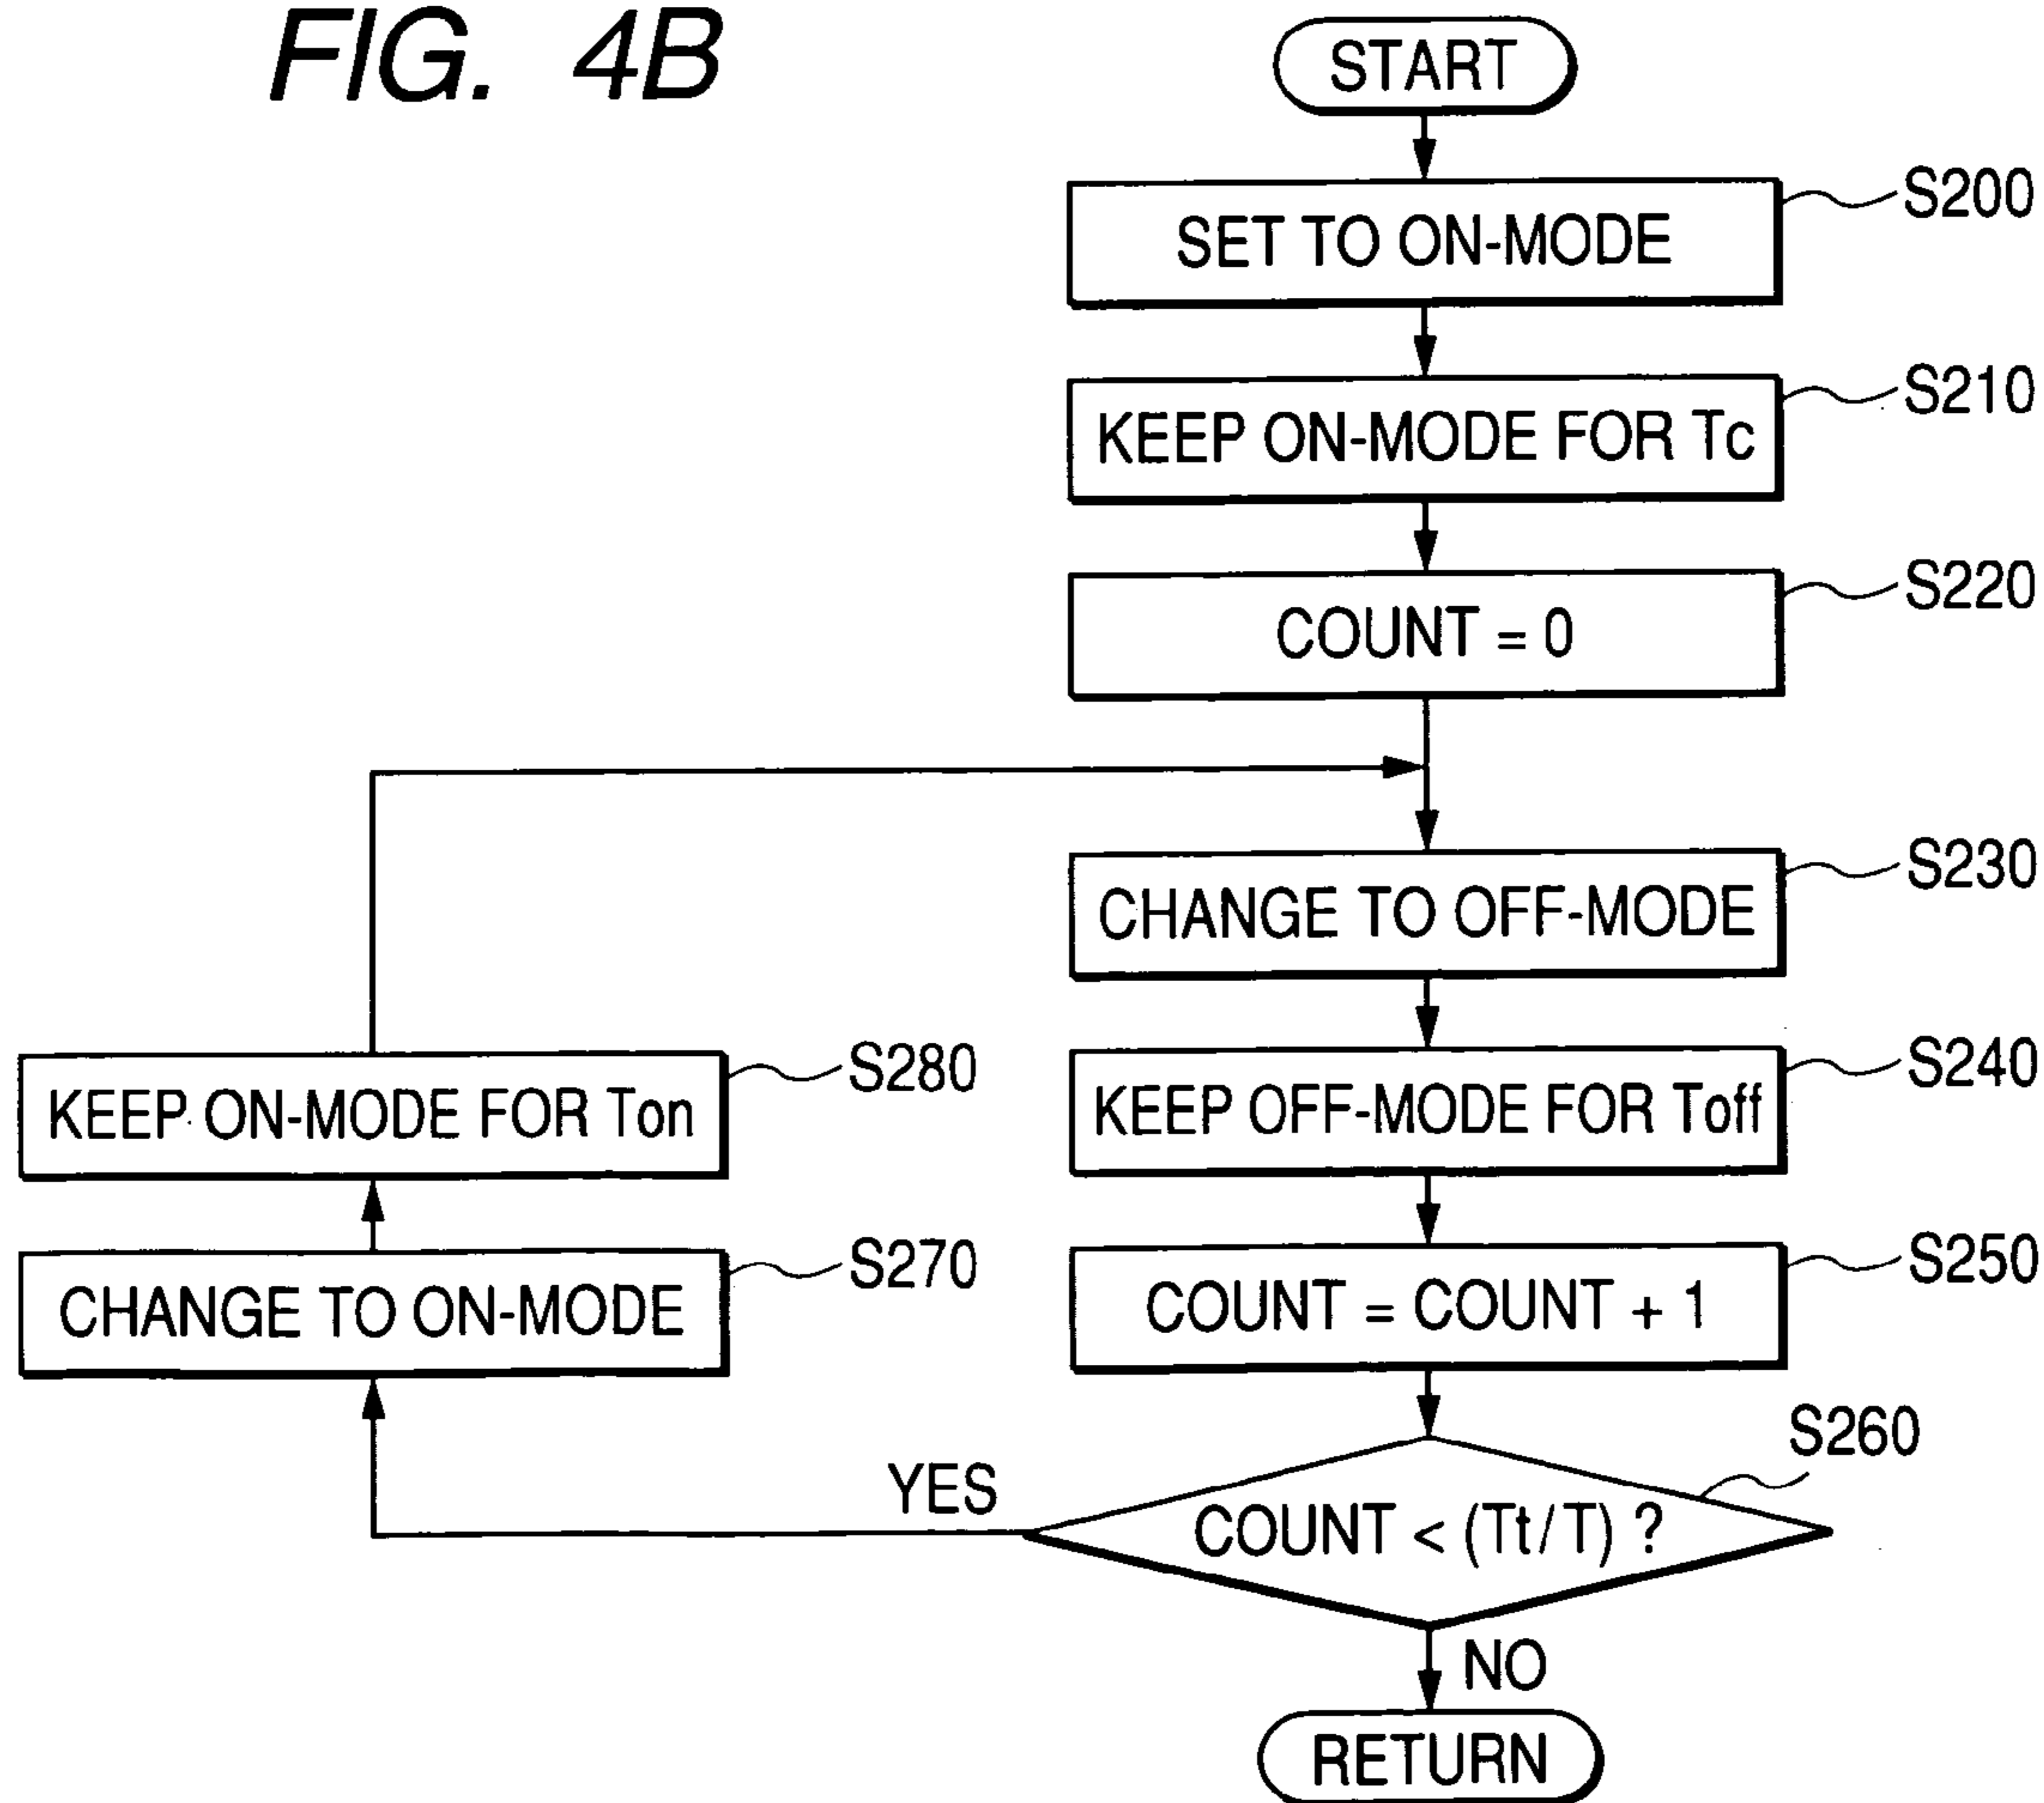 FIG. 4B
START
SET TO ON-MODE
S200
KEEP ON-MODE FOR Tc
S210
COUNT = 0
S220
CHANGE TO OFF-MODE
S230
KEEP OFF-MODE FOR Toff
S240
COUNT = COUNT + 1
S250
COUNT < (Tt/T) ?
S260
YES
CHANGE TO ON-MODE
S270
KEEP ON-MODE FOR Ton
S280
NO
RETURN